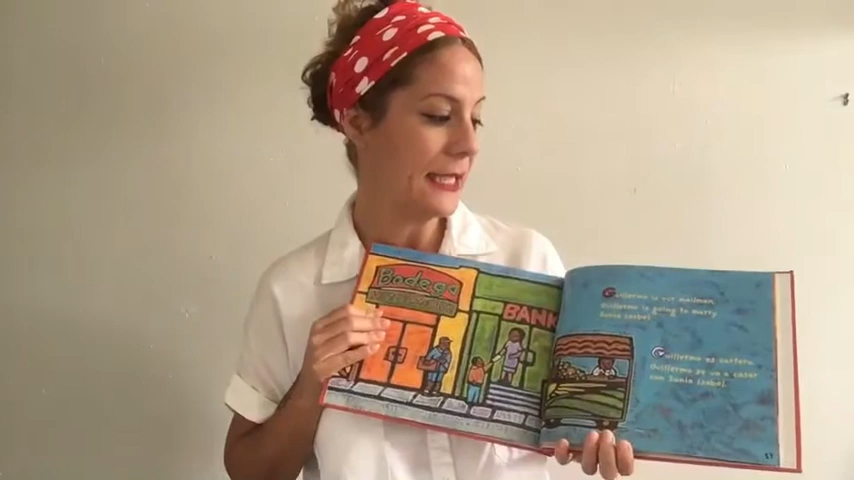 Bodega
BANK
Guillermo is our mailman.
Guillermo is going to marry
Sonia Isabel.
Guillermo es cartero.
Guillermo se va a casar
con Sonia Isabel.
57